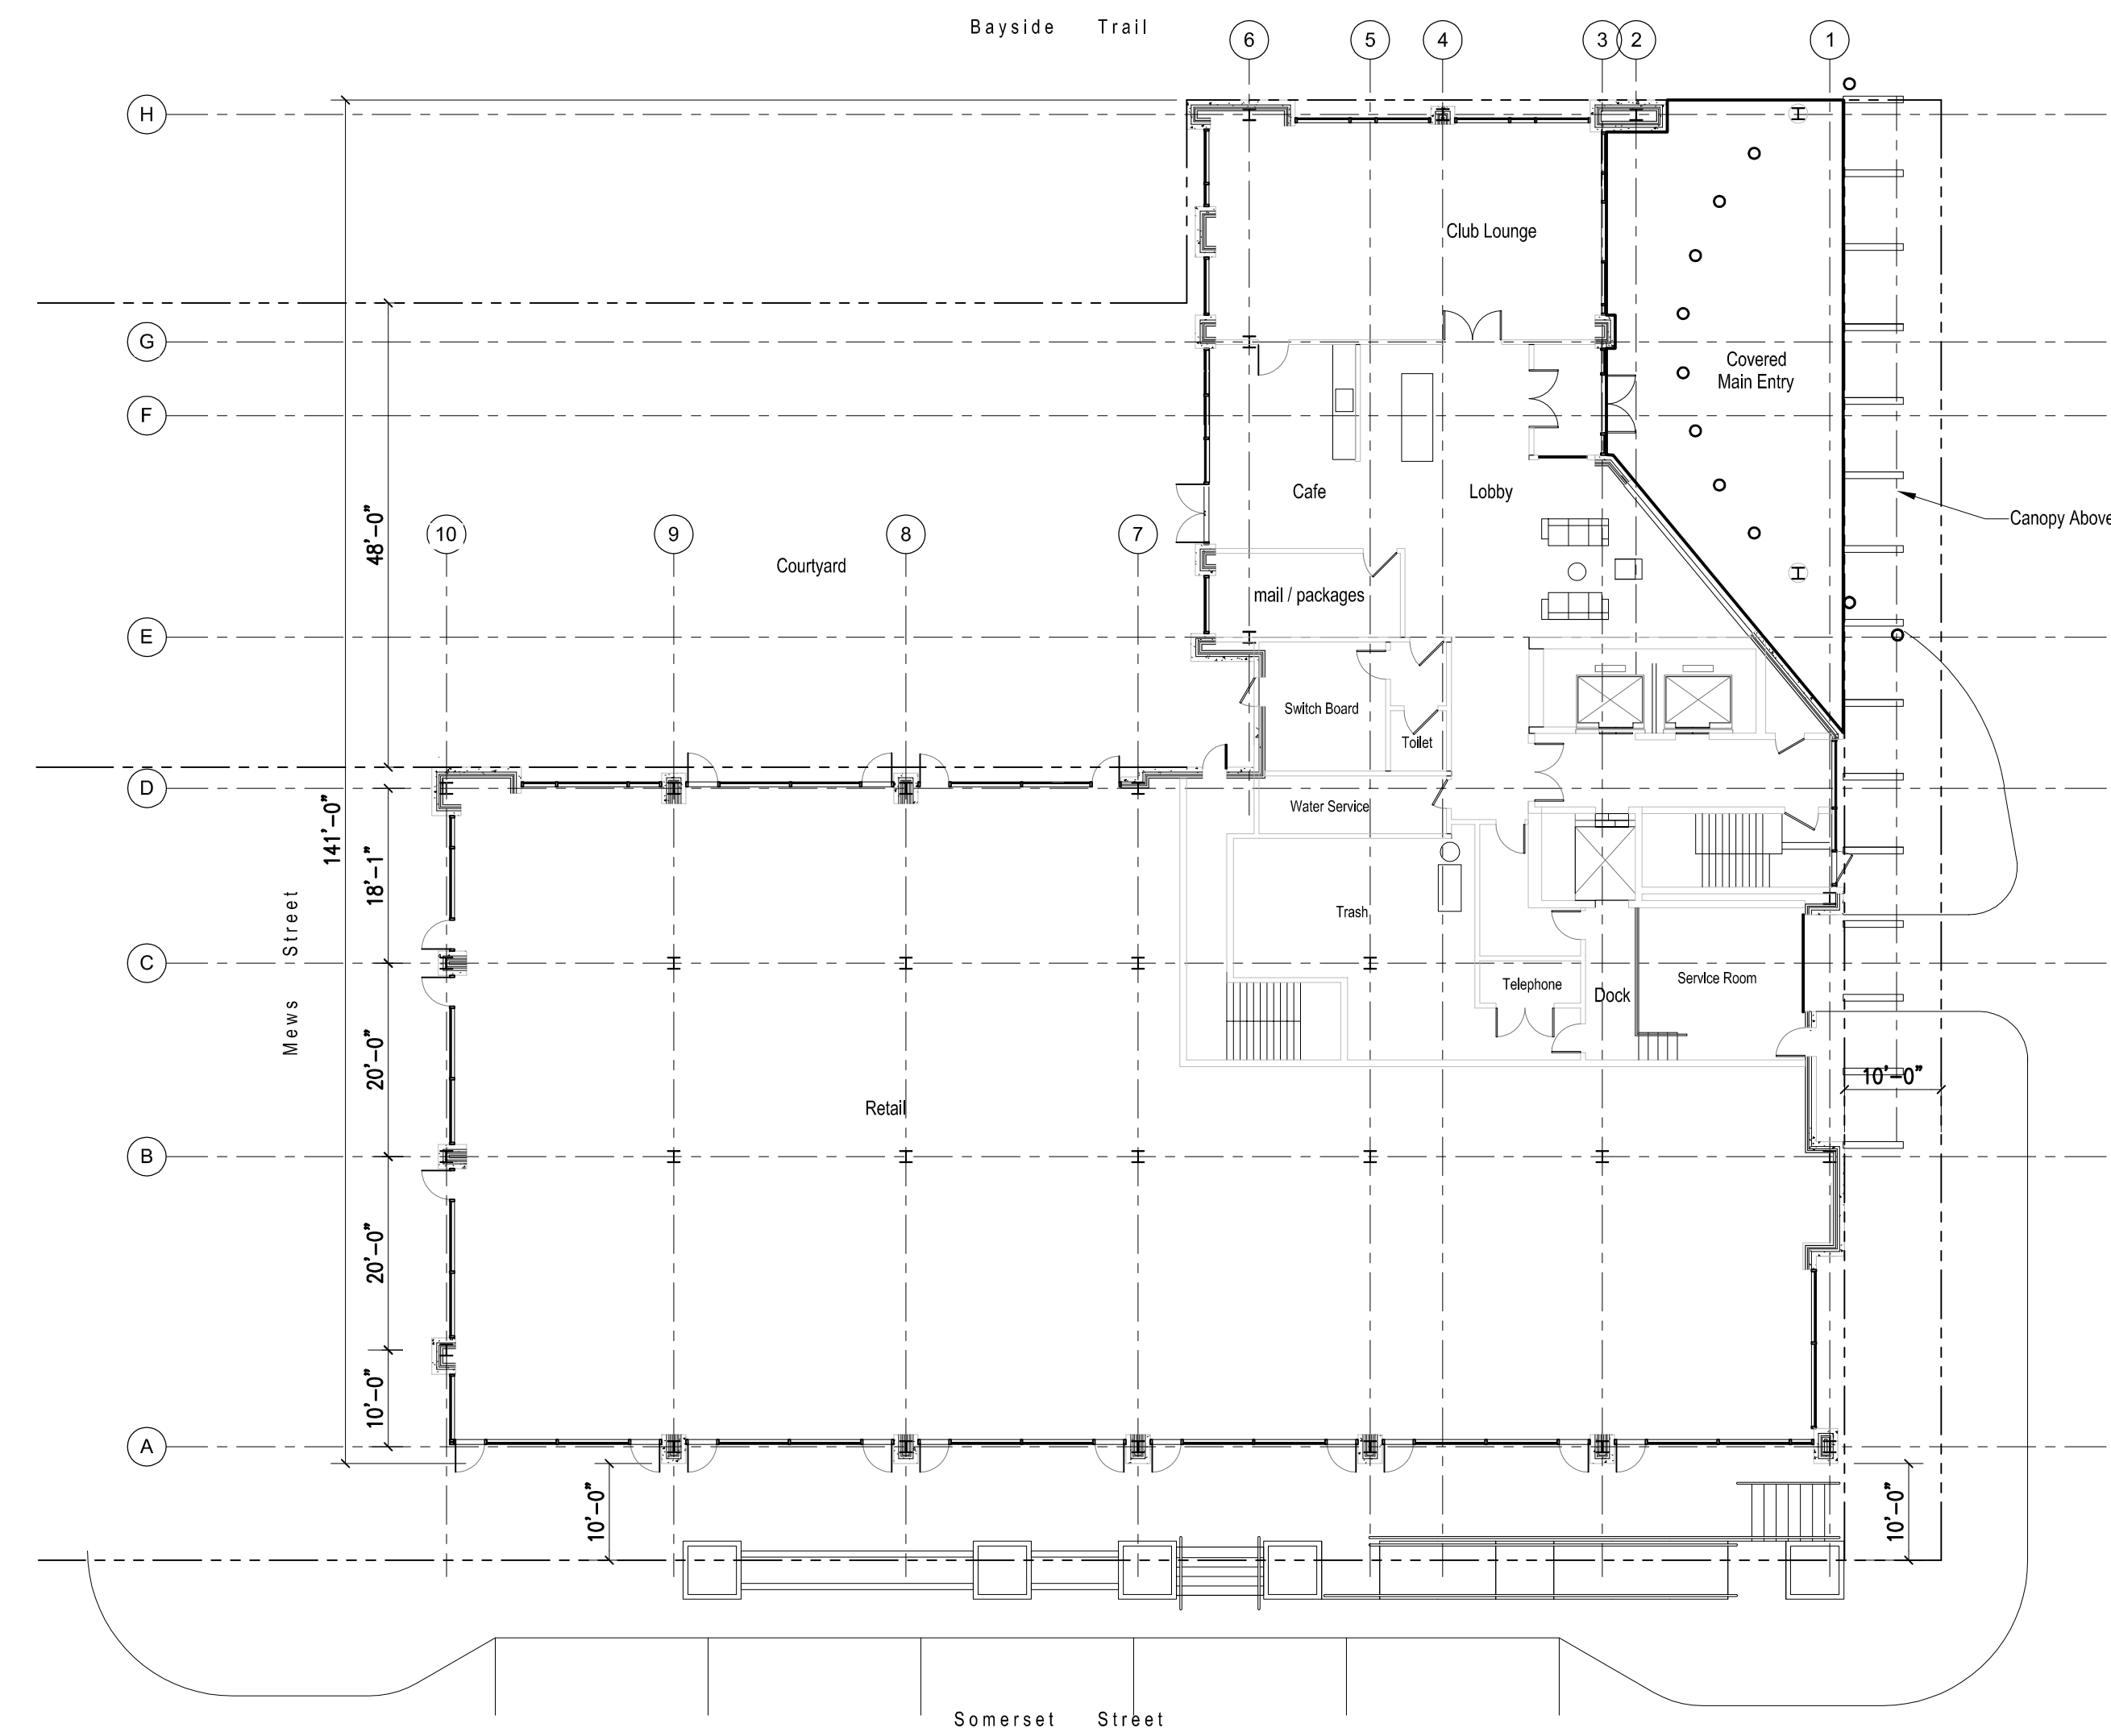 Bayside Trail
6 5 4 3 2 1
H
Club Lounge
G
Covered
Main Entry
F
Cafe
Lobby
Canopy Above
10 9 8 7
48'-0"
Courtyard
mail / packages
E
Switch Board
Toilet
D
Water Service
141'-0"
18'-1"
Trash
Mews Street
C
Telephone
Dock
Service Room
20'-0"
10'-0"
Retail
B
20'-0"
10'-0"
A
10'-0"
10'-0"
Somerset Street